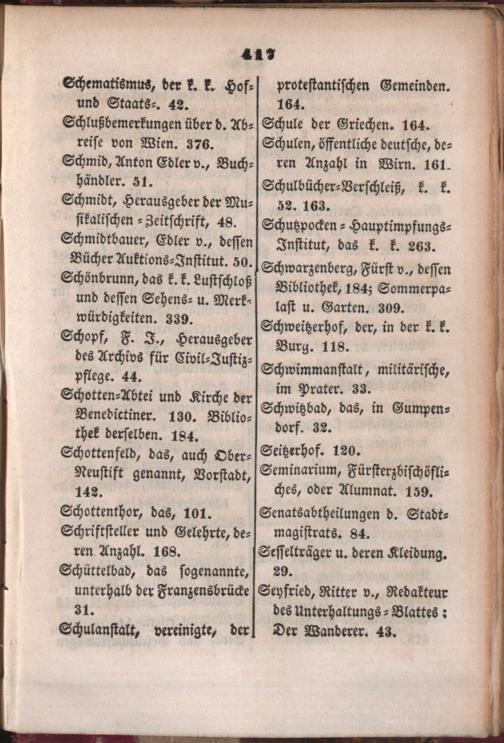 417
Schematismus, der k. k. Hof-
und Staats-. 42.
Schlußbemerkungen über d. Ab-
reise von Wien. 376.
Schmid, Anton Edler v., Buch-
händler. 51.
Schmidt, Herausgeber der Mu-
sikalischen-Zeitschrift, 48.
Schmidtbauer, Edler v., dessen
Bücher Auktions-Institut. 50.
Schönbrunn, das k. k. Lustschloß
und dessen Sehens- u. Merk-
würdigkeiten. 339.
Schopf, F. J., Herausgeber
des Archivs für Civil-Justiz-
pflege. 44.
Schotten-Abtei und Kirche der
Benedictiner. 130. Biblio-
thek derselben. 184.
Schottenfeld, das, auch Ober-
Neustift genannt, Vorstadt,
142.
Schottenthor, das, 101.
Schriftsteller und Gelehrte, de-
ren Anzahl. 168.
Schüttelbad, das sogenannte,
unterhalb der Franzensbrücke
31.
Schulanstalt, vereinigte, der
protestantischen Gemeinden.
164.
Schule der Griechen. 164.
Schulen, öffentliche deutsche, de-
ren Anzahl in Wirn. 161.
Schulbücher-Verschleiß, k. k.
52. 163.
Schutzpocken-Hauptimpfungs-
Institut, das k. k. 263.
Schwarzenberg, Fürst v., dessen
Bibliothek, 184; Sommerpa-
last u. Garten. 309.
Schweitzerhof, der, in der k. k.
Burg. 118.
Schwimmanstalt, militärische,
im Prater. 33.
Schwitzbad, das, in Gumpen-
dorf. 32.
Seitzerhof. 120.
Seminarium, Fürsterzbischöfli-
ches, oder Alumnat. 159.
Senatsabtheilungen d. Stadt-
magistrats. 84.
Sesselträger u. deren Kleidung.
29.
Seyfried, Ritter v., Redakteur
des Unterhaltungs-Blattes:
Der Wanderer. 43.